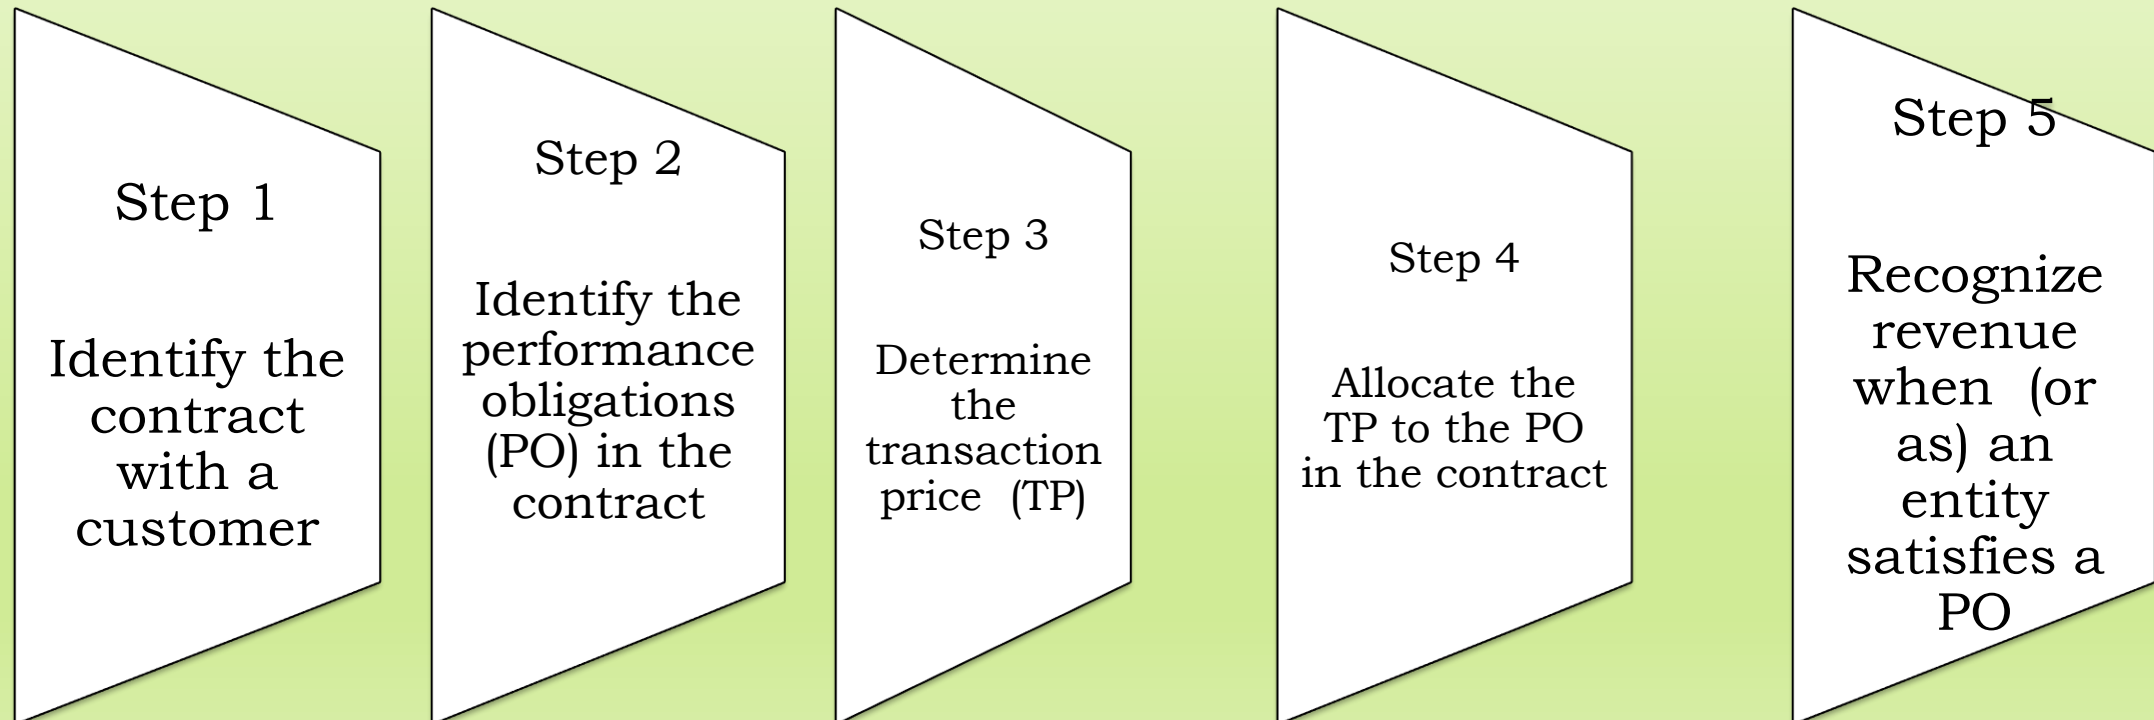 Step 1
Identify the
contract
with a
customer
Step 2
Identify the
performance
obligations
(PO) in the
contract
Step 3
Determine
the
transaction
price  (TP)
Step 4
Allocate the
TP to the PO
in the contract
Step 5
Recognize
revenue
when  (or
as) an
entity
satisfies a
PO